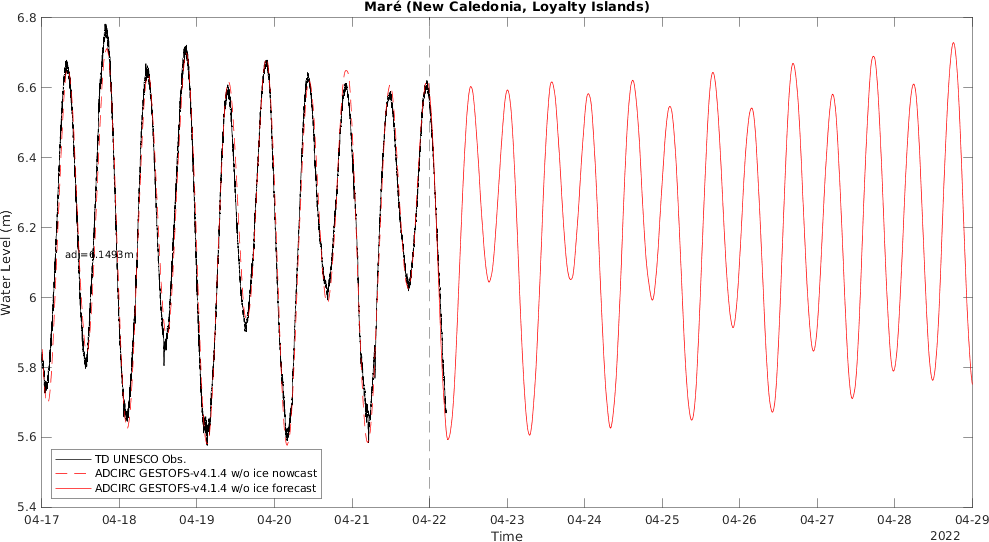 Maré (New Caledonia, Loyalty Islands)
6.8
6.6
6.4
6.2
6
5.8
5.6
5.4
Water Level (m)
adj=6.1493m
TD UNESCO Obs.
ADCIRC GESTOFS-v4.1.4 w/o ice nowcast
ADCIRC GESTOFS-v4.1.4 w/o ice forecast
04-17 04-18 04-19 04-20 04-21 04-22 04-23 04-24 04-25 04-26 04-27 04-28 04-29
Time
2022